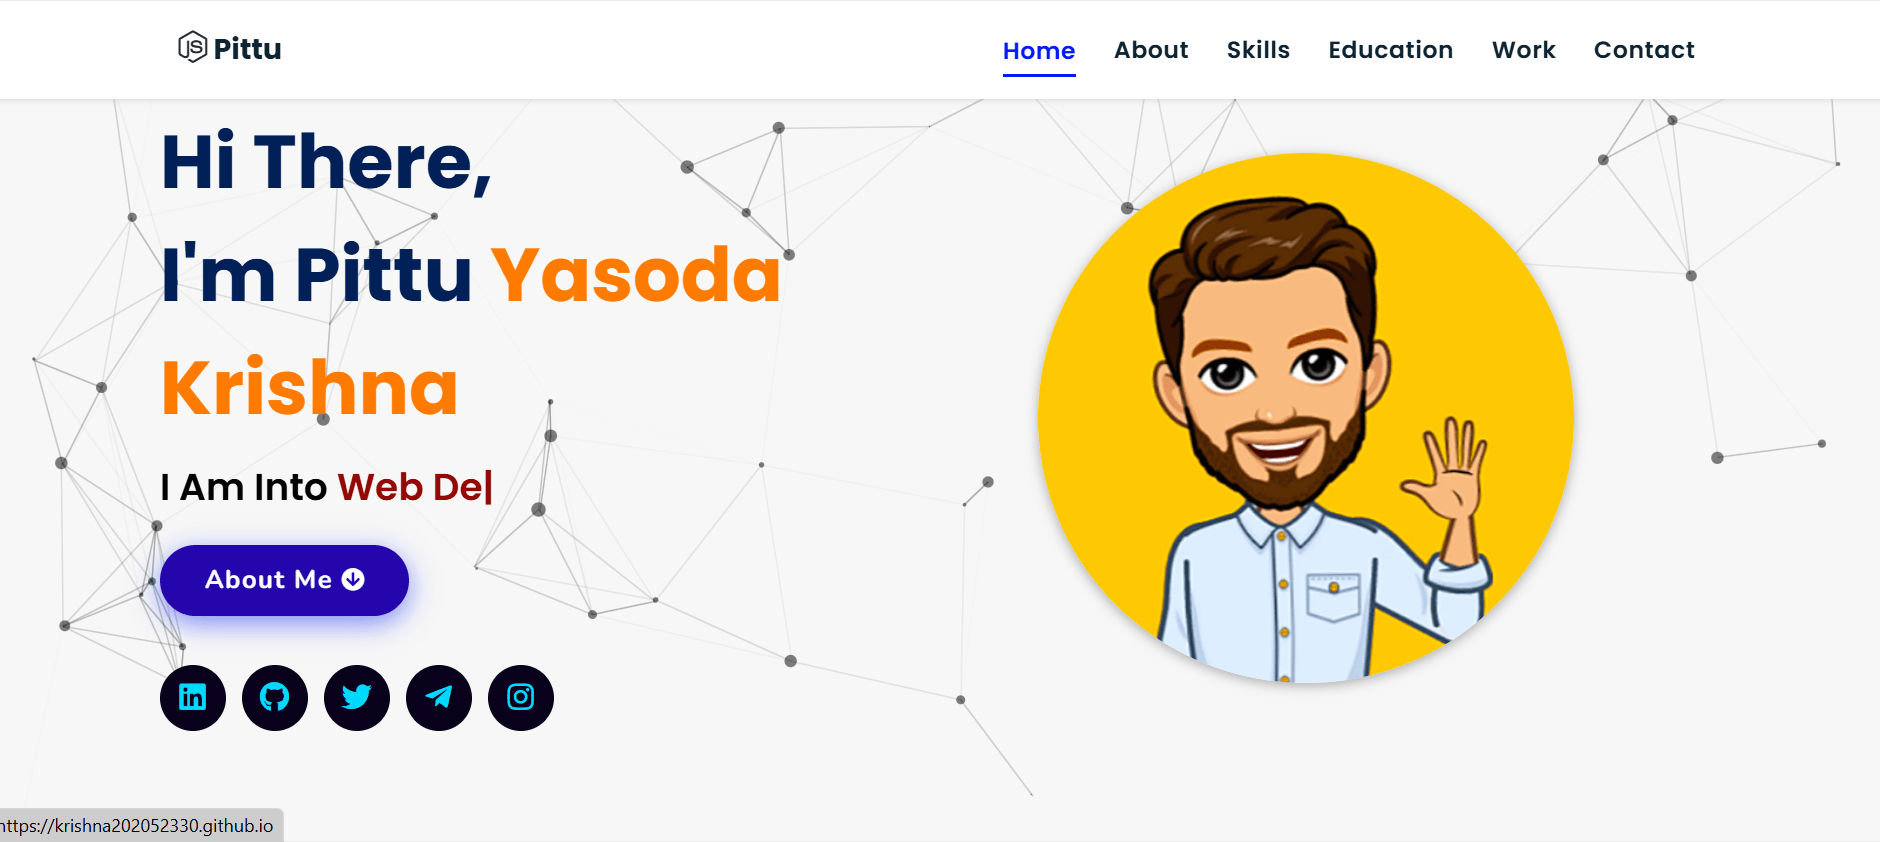 Pittu
Home About Skills Education Work Contact
Hi There,
I'm Pittu Yasoda
Krishna
I Am Into Web De|
About Me
https://krishna202052330.github.io